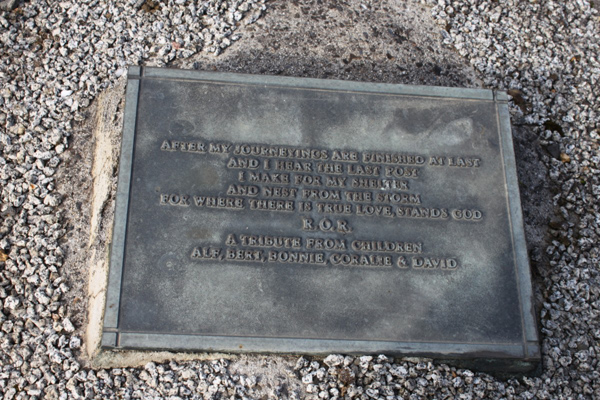 AFTER MY JOURNEYINGS ARE FINISHED AT LAST
AND I HEAR THE LAST POST
I MAKE FOR MY SHELTER
AND NEST FROM THE STORM
FOR WHERE THERE IS TRUE LOVE, STANDS GOD
R.O.R.
A TRIBUTE FROM CHILDREN
ALF, BERT, BONNIE, CORALIE & DAVID